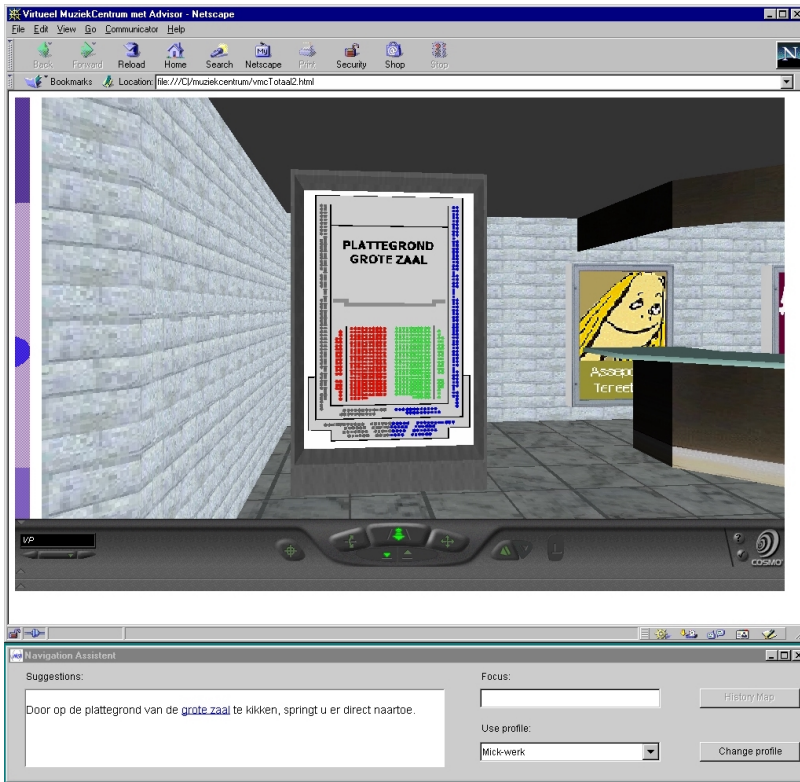 Virtueel MuziekCentrum met Advisor - Netscape
File Edit View Go Communicator Help
Back Forward Reload Home Search Netscape Print Security Shop Stop
N
Bookmarks Location: file:///C|/muziekcentrum/vmcTotaal2.html
PLATTEGROND
GROTE ZAAL
Assepo
Tereet
VP
COSMO
Navigation Assistent
Suggestions:
Focus:
Door op de plattegrond van de grote zaal te kikken, springt u er direct naartoe.
History Map
Use profile:
Mick-werk
Change profile